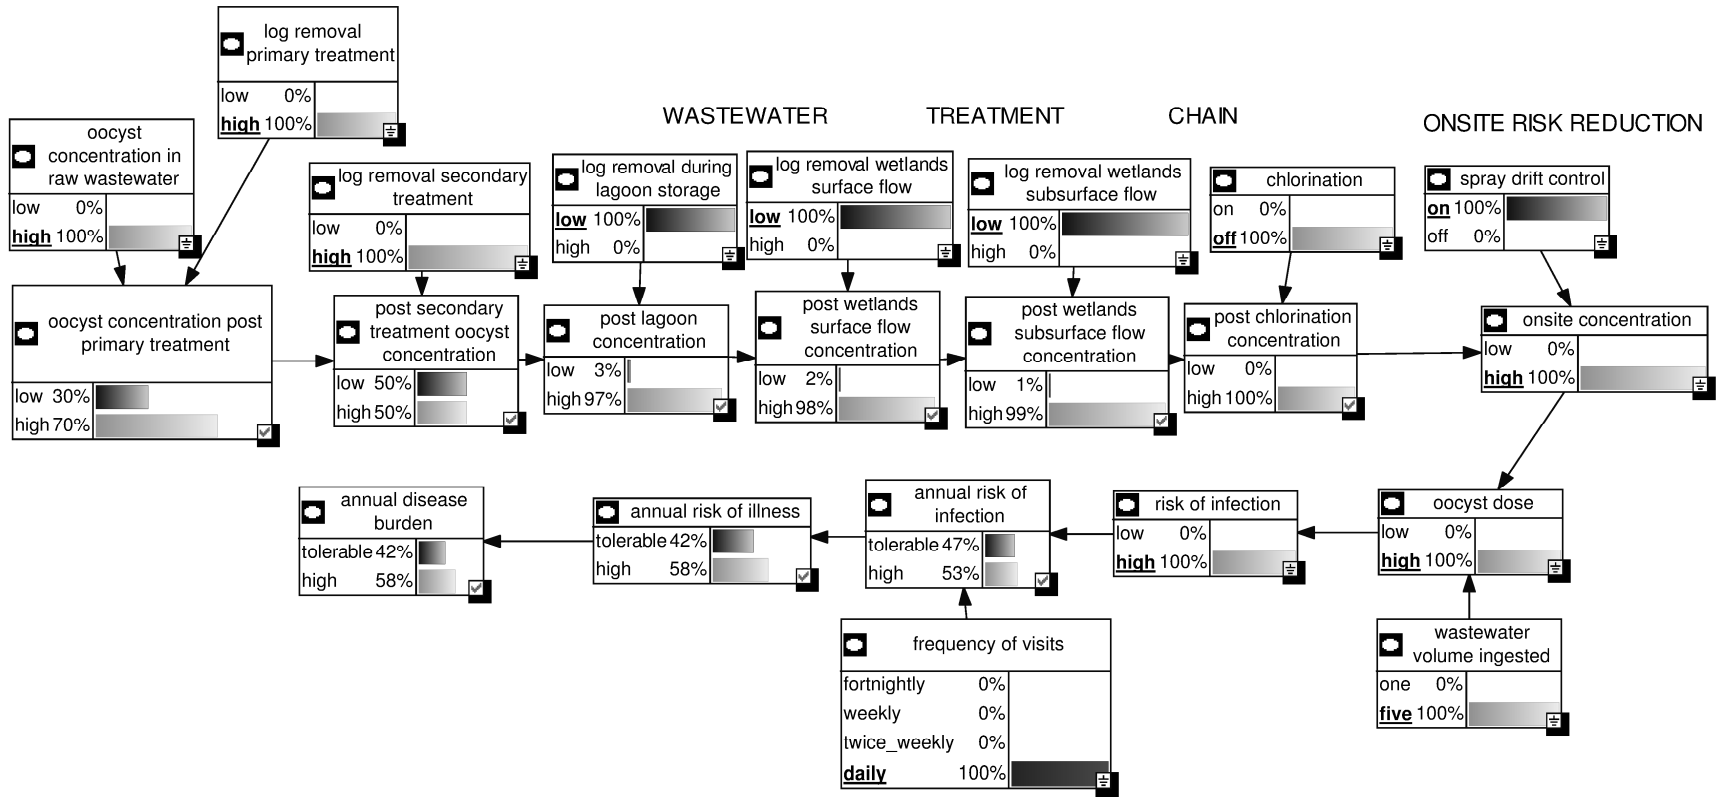 log removal
primary treatment
low 0%
high 100%
WASTEWATER TREATMENT CHAIN
ONSITE RISK REDUCTION
oocyst
concentration in
raw wastewater
low 0%
high 100%
log removal secondary
treatment
low 0%
high 100%
log removal during
lagoon storage
low 100%
high 0%
log removal wetlands
surface flow
low 100%
high 0%
log removal wetlands
subsurface flow
low 100%
high 0%
chlorination
on 0%
off 100%
spray drift control
on 100%
off 0%
oocyst concentration post
primary treatment
low 30%
high 70%
post secondary
treatment oocyst
concentration
low 50%
high 50%
post lagoon
concentration
low 3%
high 97%
post wetlands
surface flow
concentration
low 2%
high 98%
post wetlands
subsurface flow
concentration
low 1%
high 99%
post chlorination
concentration
low 0%
high 100%
onsite concentration
low 0%
high 100%
annual disease
burden
tolerable 42%
high 58%
annual risk of illness
tolerable 42%
high 58%
annual risk of
infection
tolerable 47%
high 53%
risk of infection
low 0%
high 100%
oocyst dose
low 0%
high 100%
frequency of visits
fortnightly 0%
weekly 0%
twice_weekly 0%
daily 100%
wastewater
volume ingested
one 0%
five 100%